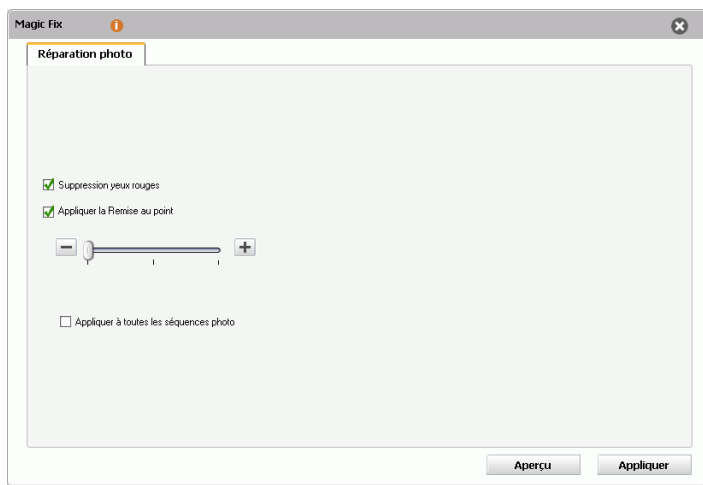 Magic Fix
Réparation photo
Suppression yeux rouges
Appliquer la Remise au point
Appliquer à toutes les séquences photo
Aperçu
Appliquer